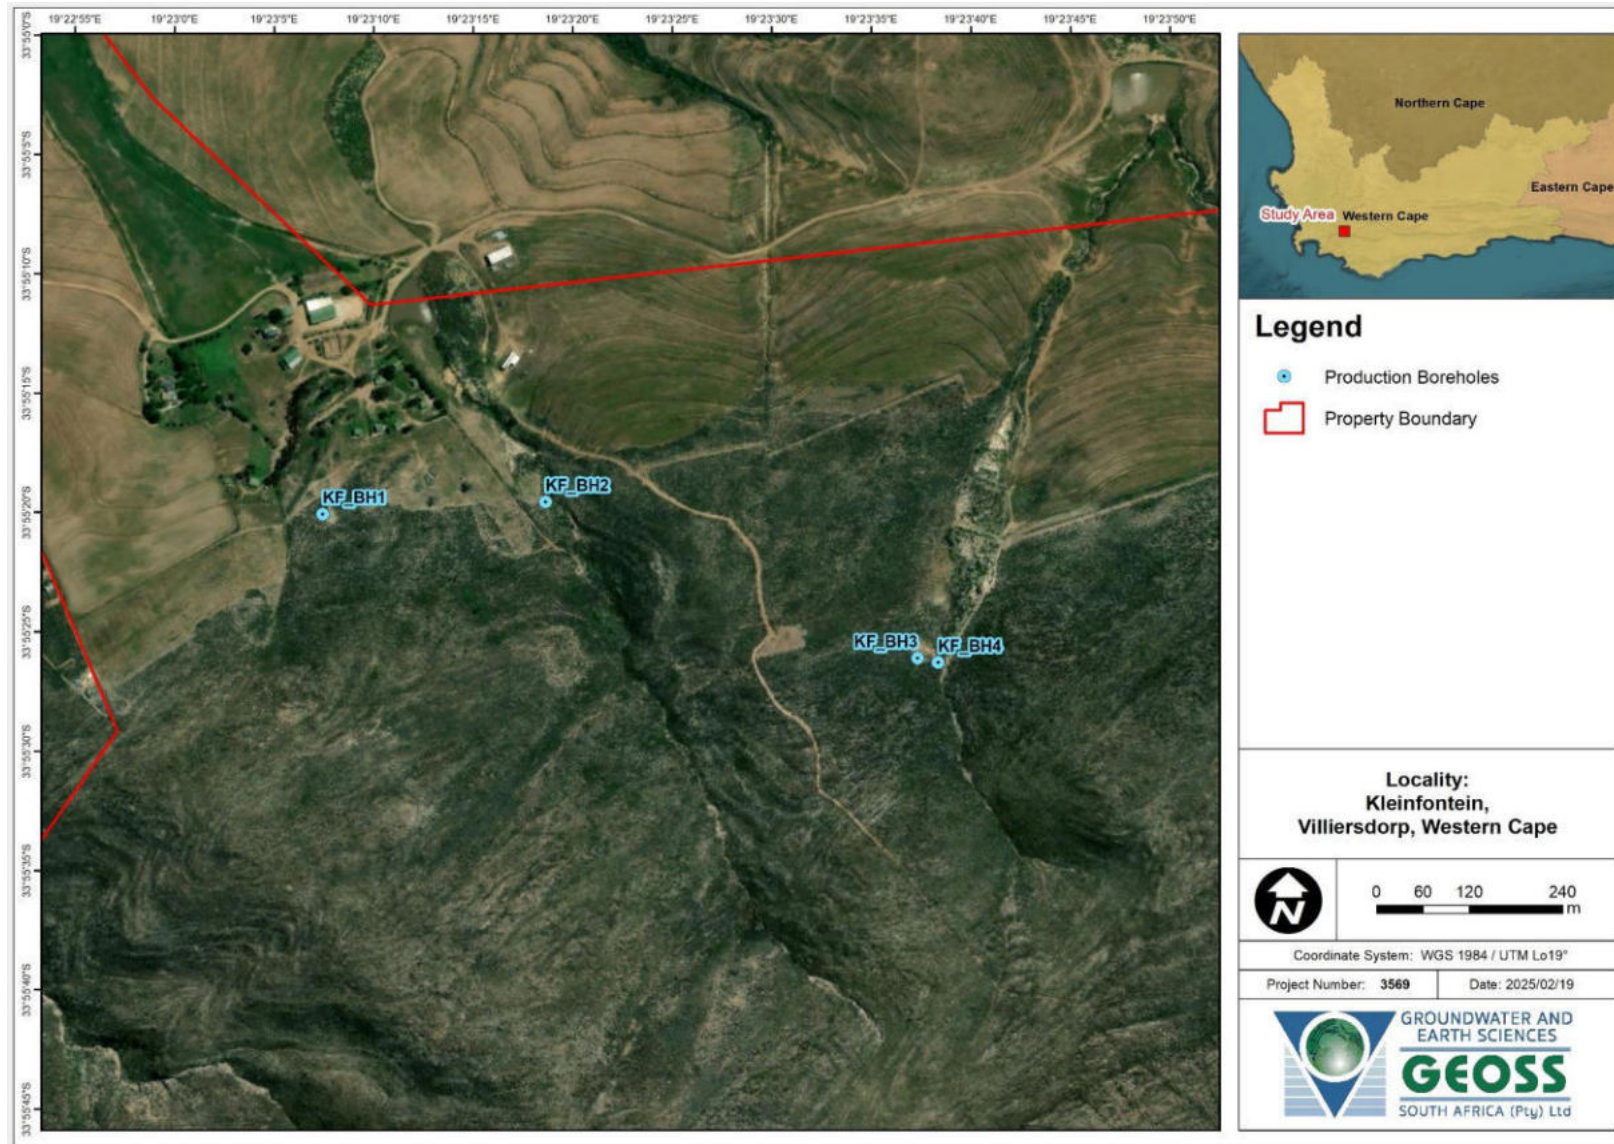 19°22'55"E
19°23'0"E
19°23'5"E
19°23'10"E
19°23'15"E
19°23'20"E
19°23'25"E
19°23'30"E
19°23'35"E
19°23'40"E
19°23'45"E
19°23'50"E
33°55'0"S
33°55'5"S
33°55'10"S
33°55'15"S
33°55'20"S
33°55'25"S
33°55'30"S
33°55'35"S
33°55'40"S
33°55'45"S
KF_BH1
KF_BH2
KF_BH3
KF_BH4
Northern Cape
Eastern Cape
Study Area
Western Cape
Legend
Production Boreholes
Property Boundary
Locality:
Kleinfontein,
Villiersdorp, Western Cape
N
0 60 120 240
m
Coordinate System: WGS 1984 / UTM Lo19°
Project Number: 3569
Date: 2025/02/19
GROUNDWATER AND
EARTH SCIENCES
GEOSS
SOUTH AFRICA (Pty) Ltd